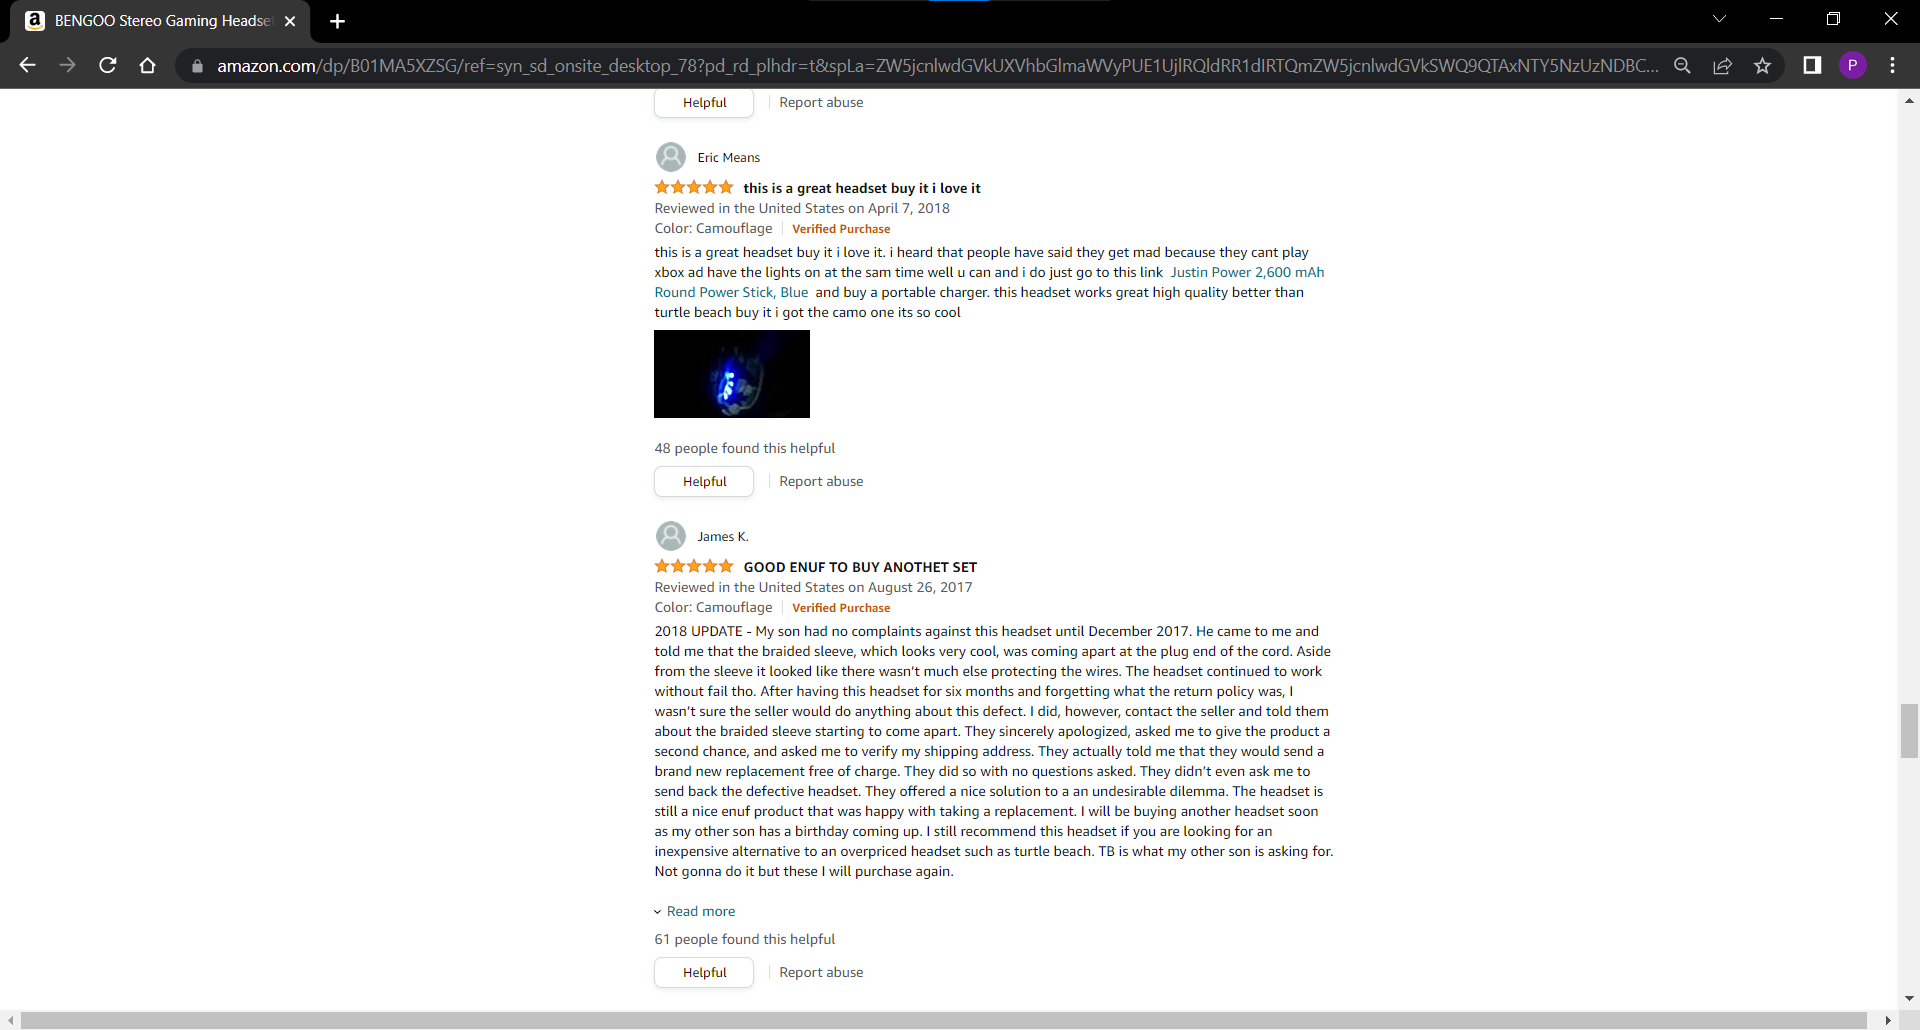 BENGOO Stereo Gaming Headse
amazon.com/dp/B01MA5XZSG/ref=syn_sd_onsite_desktop_78?pd_rd_plhdr=t&spLa=ZW5jcnlwdGVkUXVhbGlmaWVyPUE1UjlRQldRR1dIRTQmZW5jcnlwdGVkSWQ9QTAxNTY5NzUzNDBC...
P
Helpful Report abuse
Eric Means
this is a great headset buy it i love it
Reviewed in the United States on April 7, 2018
Color: Camouflage Verified Purchase
this is a great headset buy it i love it. i heard that people have said they get mad because they cant play
xbox ad have the lights on at the sam time well u can and i do just go to this link Justin Power 2,600 mAh
Round Power Stick, Blue and buy a portable charger. this headset works great high quality better than
turtle beach buy it i got the camo one its so cool
48 people found this helpful
Helpful Report abuse
James K.
GOOD ENUF TO BUY ANOTHET SET
Reviewed in the United States on August 26, 2017
Color: Camouflage Verified Purchase
2018 UPDATE - My son had no complaints against this headset until December 2017. He came to me and
told me that the braided sleeve, which looks very cool, was coming apart at the plug end of the cord. Aside
from the sleeve it looked like there wasn't much else protecting the wires. The headset continued to work
without fail tho. After having this headset for six months and forgetting what the return policy was, I
wasn't sure the seller would do anything about this defect. I did, however, contact the seller and told them
about the braided sleeve starting to come apart. They sincerely apologized, asked me to give the product a
second chance, and asked me to verify my shipping address. They actually told me that they would send a
brand new replacement free of charge. They did so with no questions asked. They didn't even ask me to
send back the defective headset. They offered a nice solution to a an undesirable dilemma. The headset is
still a nice enuf product that was happy with taking a replacement. I will be buying another headset soon
as my other son has a birthday coming up. I still recommend this headset if you are looking for an
inexpensive alternative to an overpriced headset such as turtle beach. TB is what my other son is asking for.
Not gonna do it but these I will purchase again.
Read more
61 people found this helpful
Helpful Report abuse